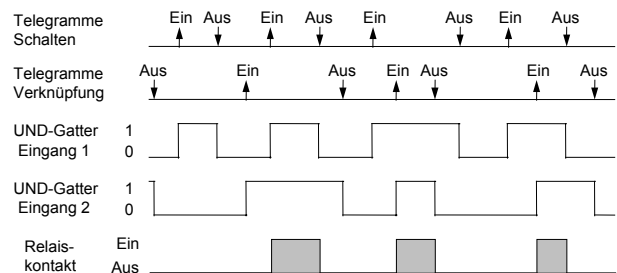 Telegramme Schalten Ein Aus Ein Aus Ein Aus Ein Aus
Telegramme Verknüpfung Aus Ein Aus Ein Aus Ein Aus
UND-Gatter Eingang 1 1 0
UND-Gatter Eingang 2 1 0
Relais-kontakt Ein Aus